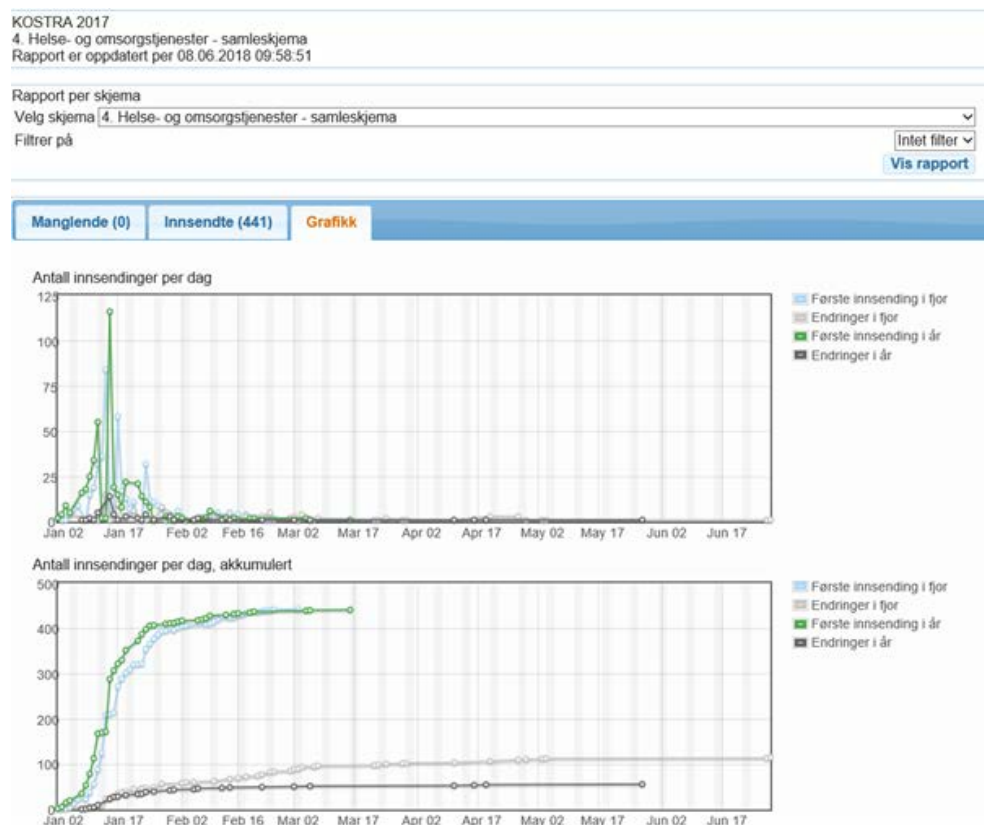 KOSTRA 2017
4. Helse- og omsorgstjenester - samleskjema
Rapport er oppdatert per 08.06.2018 09:58:51
Rapport per skjema
Velg skjema 4. Helse- og omsorgstjenester - samleskjema
Filtrer på Intet filter
Vis rapport
Manglende (0) Innsendte (441) Grafikk
Antall innsendinger per dag
125
100
75
50
25
0
Jan 02 Jan 17 Feb 02 Feb 16 Mar 02 Mar 17 Apr 02 Apr 17 May 02 May 17 Jun 02 Jun 17
Første innsending i fjor
Endringer i fjor
Første innsending i år
Endringer i år
Antall innsendinger per dag, akkumulert
500
400
300
200
100
0
Jan 02 Jan 17 Feb 02 Feb 16 Mar 02 Mar 17 Apr 02 Apr 17 May 02 May 17 Jun 02 Jun 17
Første innsending i fjor
Endringer i fjor
Første innsending i år
Endringer i år